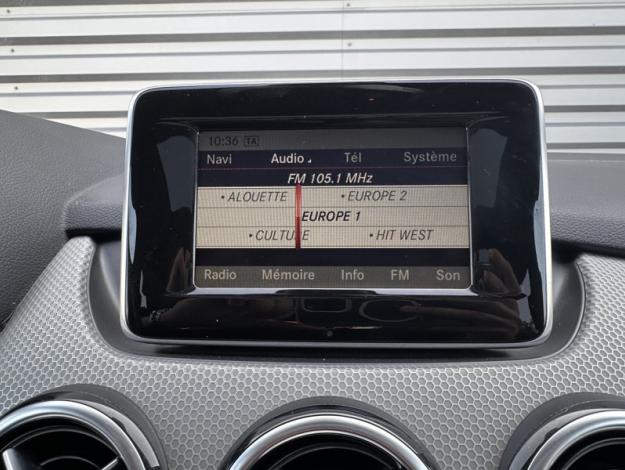 10:36 TA
Navi Audio Tél Système
FM 105.1 MHz
• ALOUETTE • EUROPE 2
EUROPE 1
• CULTURE • HIT WEST
Radio Mémoire Info FM Son